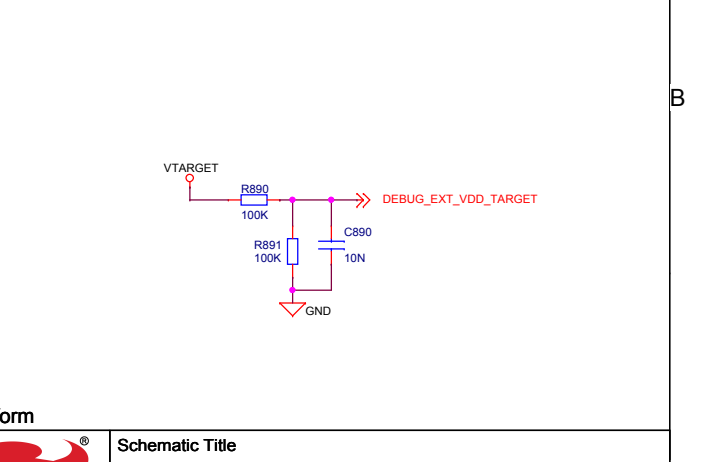 B
VTARGET
R890
100K
DEBUG_EXT_VDD_TARGET
C890
10N
R891
100K
GND
orm
®
Schematic Title